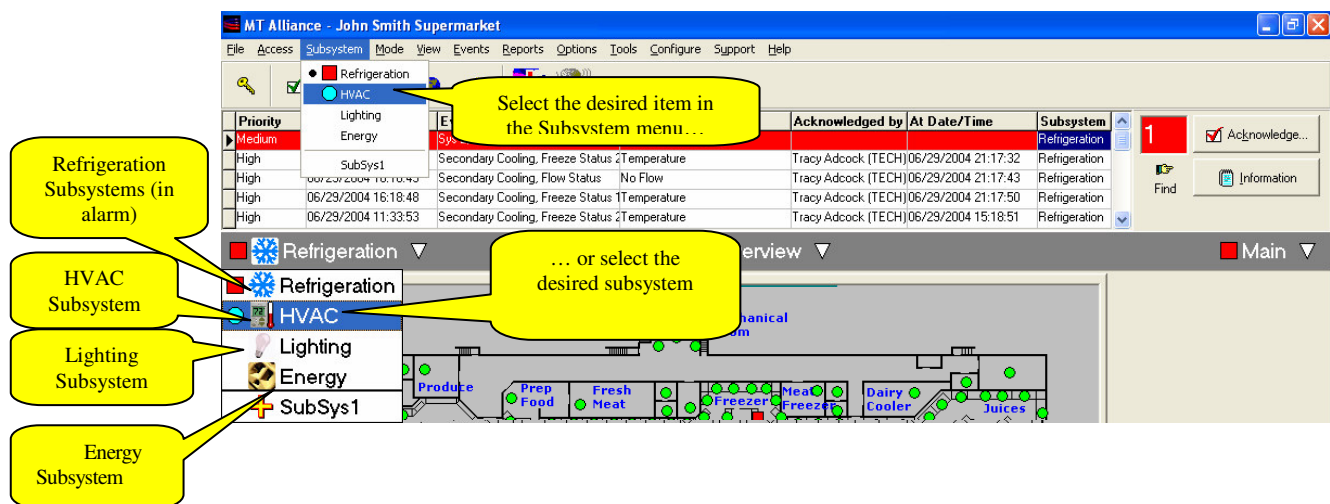 MT Alliance - John Smith Supermarket
File Access Subsystem Mode View Events Reports Options Tools Configure Support Help
Refrigeration
HVAC
Lighting
Energy
SubSys1
Select the desired item in
the Subsystem menu…
Priority Acknowledged by At Date/Time Subsystem
Medium Refrigeration
High Secondary Cooling, Freeze Status 2 Temperature Tracy Adcock (TECH) 06/29/2004 21:17:32 Refrigeration
High Secondary Cooling, Flow Status No Flow Tracy Adcock (TECH) 06/29/2004 21:17:43 Refrigeration
High 06/29/2004 16:18:48 Secondary Cooling, Freeze Status 1 Temperature Tracy Adcock (TECH) 06/29/2004 21:17:50 Refrigeration
High 06/29/2004 11:33:53 Secondary Cooling, Freeze Status 2 Temperature Tracy Adcock (TECH) 06/29/2004 15:18:51 Refrigeration
1
Find
Acknowledge...
Information
Refrigeration
Subsystems (in
alarm)
HVAC
Subsystem
Lighting
Subsystem
Energy
Subsystem
Refrigeration
Main
Refrigeration
HVAC
Lighting
Energy
SubSys1
… or select the
desired subsystem
Produce
Prep
Food
Fresh
Meat
Freezer
Meat
Freezer
Dairy
Cooler
Juices